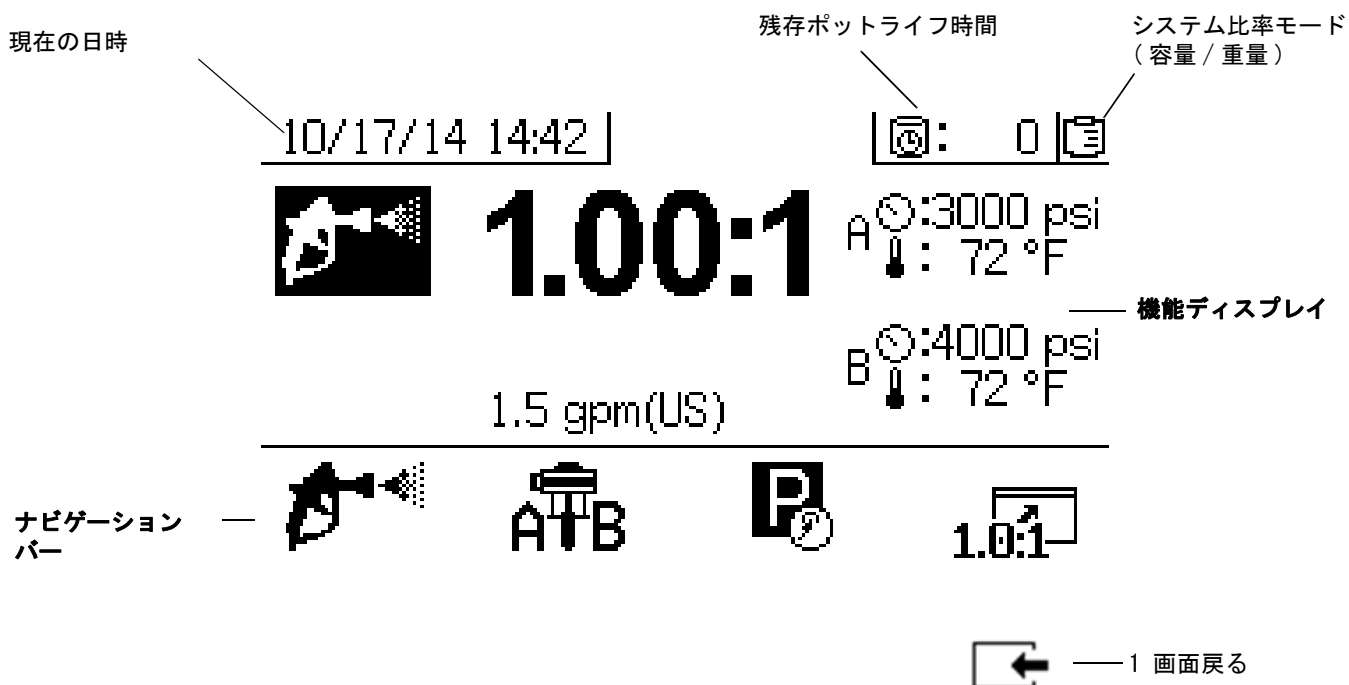 現在の日時
残存ポットライフ時間
システム比率モード
(容量/重量)
10/17/14 14:42
: 0
1.00:1
A :3000 psi
: 72 °F
機能ディスプレイ
B :4000 psi
: 72 °F
1.5 gpm(US)
ナビゲーション
バー
A B
P
1.0:1
1 画面戻る